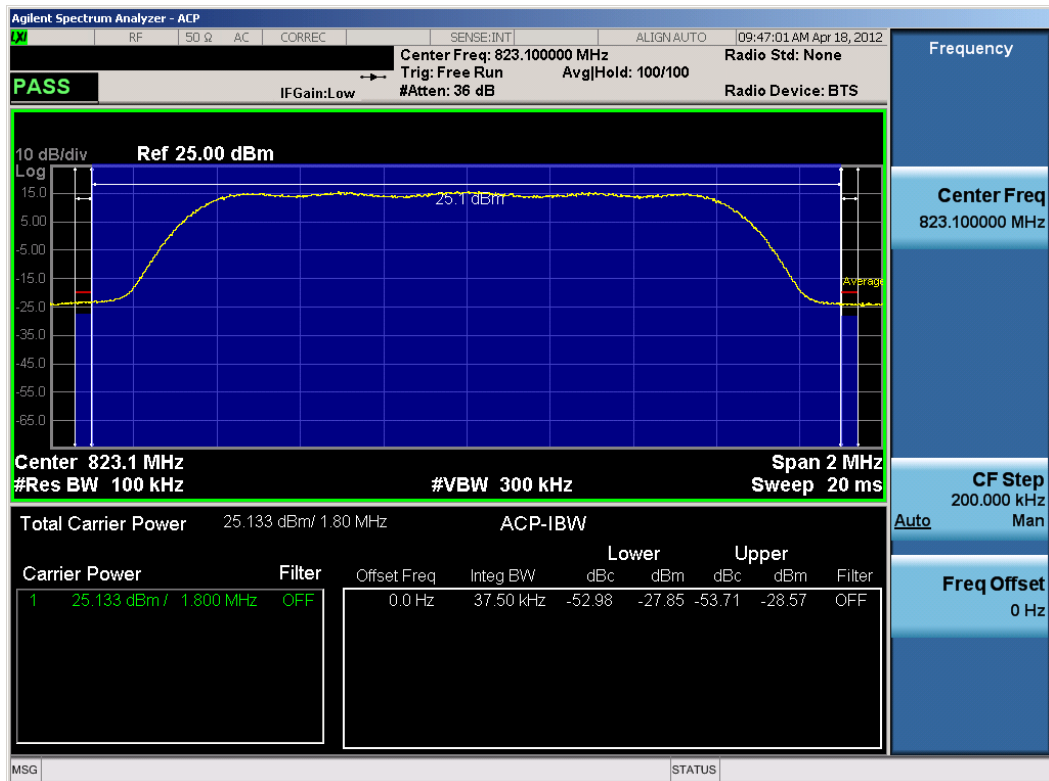 Agilent Spectrum Analyzer - ACP
LXI RF 50 Ω AC CORREC SENSE:INT ALIGN AUTO 09:47:01 AM Apr 18, 2012
Center Freq: 823.100000 MHz Radio Std: None
Trig: Free Run Avg|Hold: 100/100
PASS IFGain:Low #Atten: 36 dB Radio Device: BTS
Frequency
10 dB/div Ref 25.00 dBm
Log
15.0
25.1 dBm
5.00
-5.00
-15.0
Average
-25.0
-35.0
-45.0
-55.0
-65.0
Center 823.1 MHz Span 2 MHz
#Res BW 100 kHz #VBW 300 kHz Sweep 20 ms
Center Freq
823.100000 MHz
CF Step
200.000 kHz
Auto Man
Freq Offset
0 Hz
Total Carrier Power 25.133 dBm/ 1.80 MHz ACP-IBW
Lower Upper
Carrier Power Filter Offset Freq Integ BW dBc dBm dBc dBm Filter
1 25.133 dBm / 1.800 MHz OFF 0.0 Hz 37.50 kHz -52.98 -27.85 -53.71 -28.57 OFF
MSG STATUS